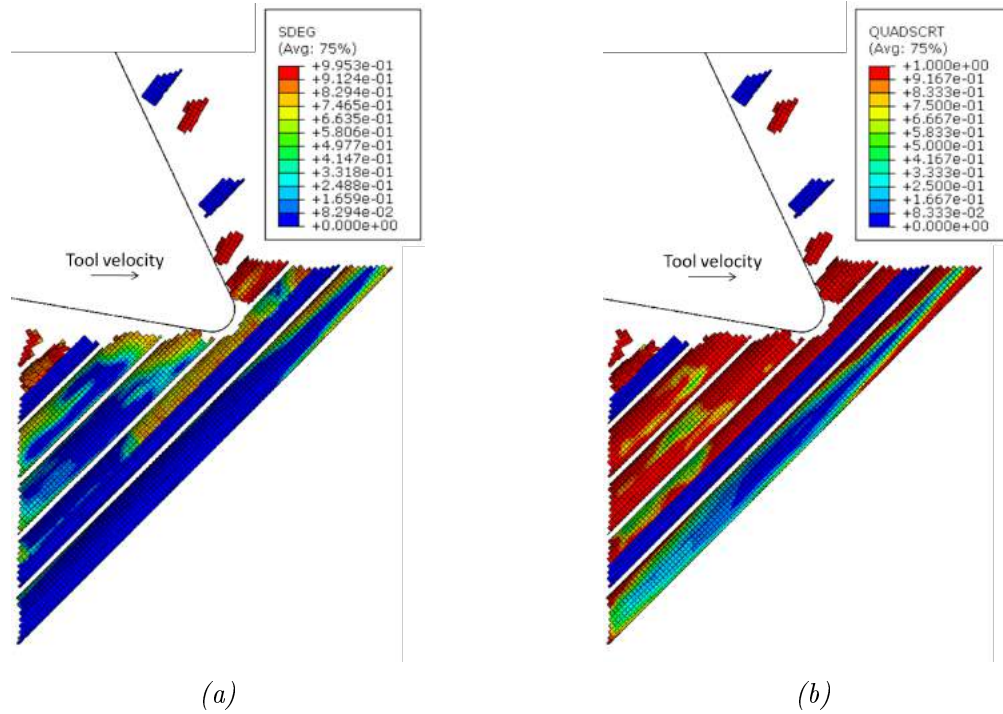 SDEG
(Avg: 75%)
+9.953e-01
+9.124e-01
+8.294e-01
+7.465e-01
+6.635e-01
+5.806e-01
+4.977e-01
+4.147e-01
+3.318e-01
+2.488e-01
+1.659e-01
+8.294e-02
+0.000e+00
Tool velocity
(a)
QUADSCRT
(Avg: 75%)
+1.000e+00
+9.167e-01
+8.333e-01
+7.500e-01
+6.667e-01
+5.833e-01
+5.000e-01
+4.167e-01
+3.333e-01
+2.500e-01
+1.667e-01
+8.333e-02
+0.000e+00
Tool velocity
(b)